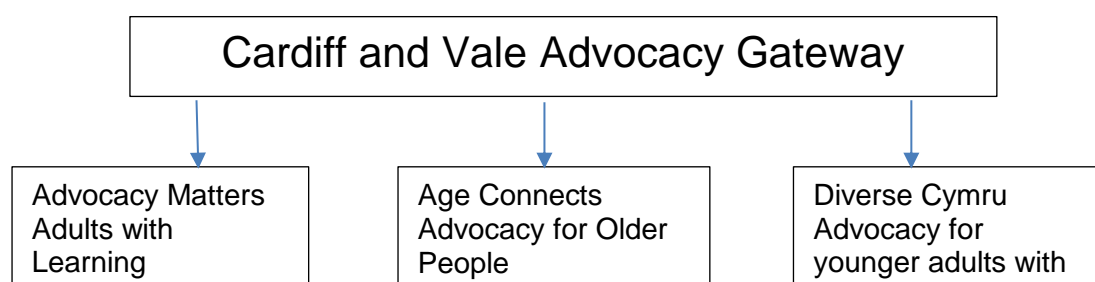 Cardiff and Vale Advocacy Gateway
Advocacy Matters
Adults with
Learning
Age Connects
Advocacy for Older
People
Diverse Cymru
Advocacy for
younger adults with